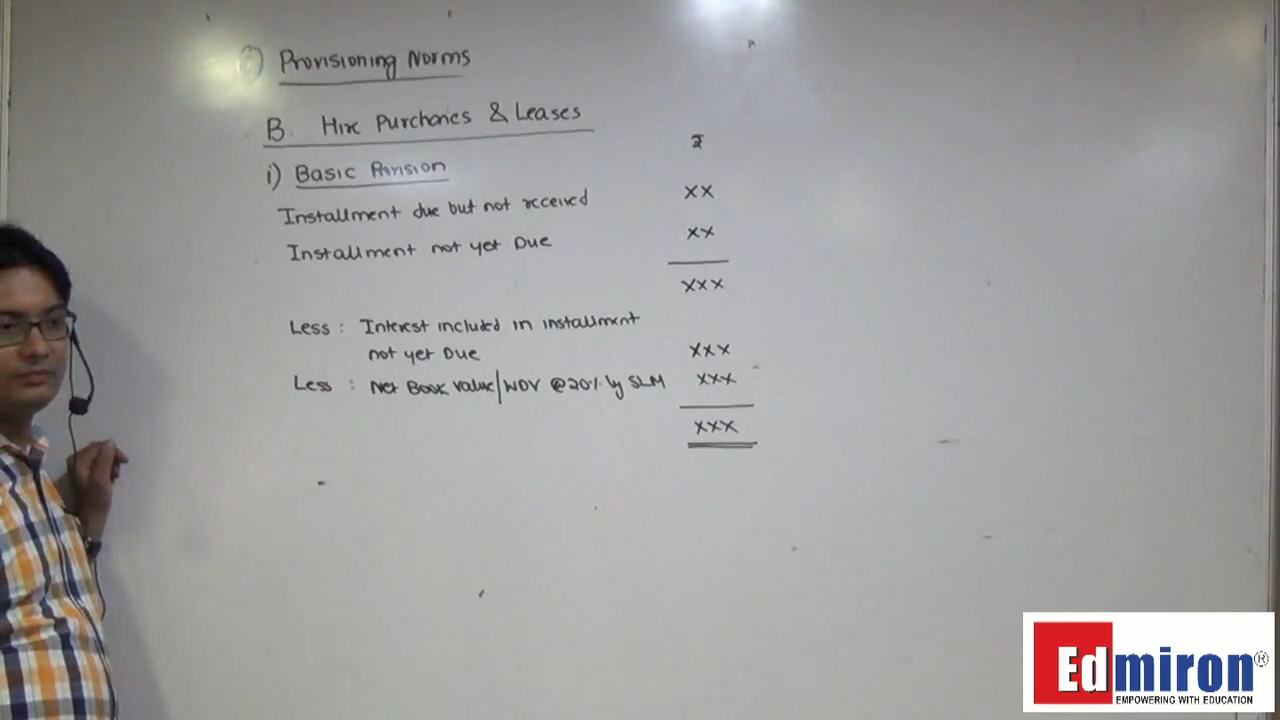 Provisioning Norms
B. Hire Purchases & Leases
₹
i) Basic Provision
Installment due but not received XX
Installment not yet Due XX
XXX
Less : Interest included in installment
not yet Due XXX
Less : Net Book Value/WDV @20% by SLM XXX
XXX
Edmiron®
EMPOWERING WITH EDUCATION